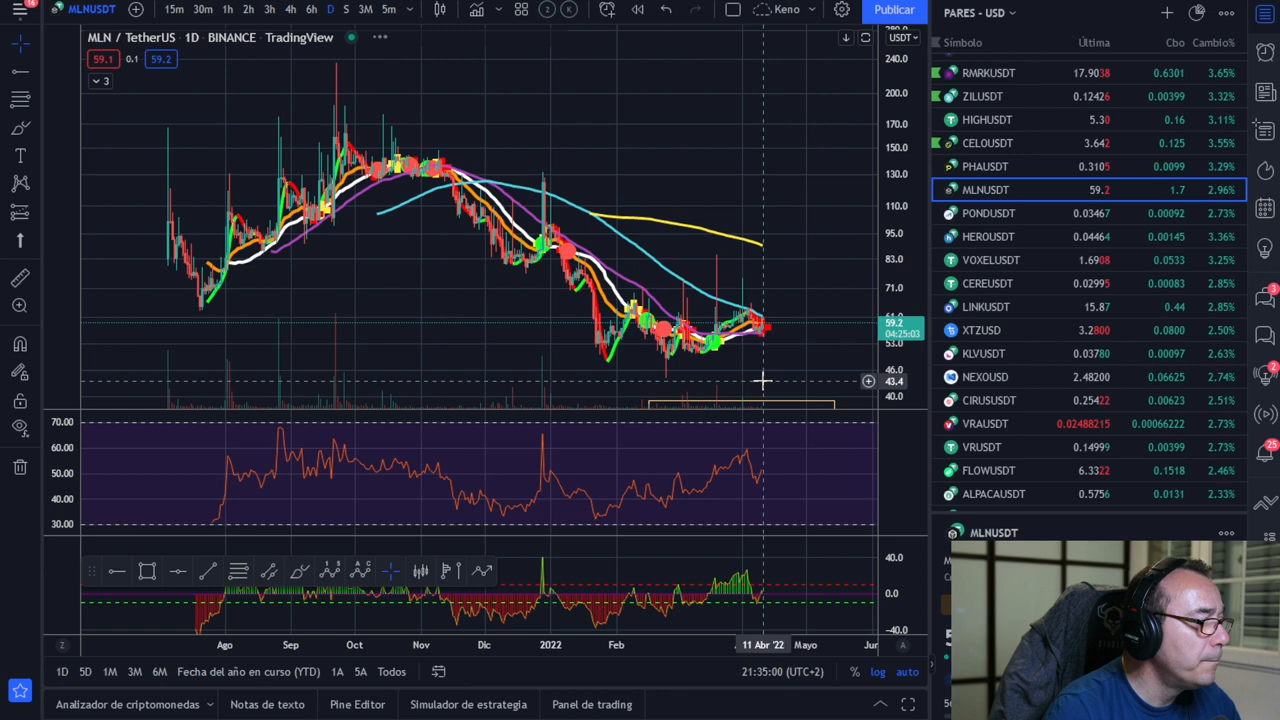 16
MLNUSDT
15m 30m 1h 2h 3h 4h 6h D S 3M 5m
2 K
Keno
Publicar
PARES - USD
MLN / TetherUS · 1D · BINANCE · TradingView
USDT
59.1 0.1 59.2
3
240.0
200.0
170.0
150.0
130.0
110.0
95.0
83.0
71.0
59.2
04:25:03
53.0
46.0
43.4
40.0
70.00
60.00
50.00
40.00
30.00
40.0
0.0
−40.0
Z Ago Sep Oct Nov Dic 2022 Feb 11 Abr '22 Mayo Jun A
1D 5D 1M 3M 6M Fecha del año en curso (YTD) 1A 5A Todos
21:35:00 (UTC+2) % log auto
Analizador de criptomonedas Notas de texto Pine Editor Simulador de estrategia Panel de trading
Símbolo Última Cbo Cambio%
RMRKUSDT 17.9038 0.6301 3.65%
ZILUSDT 0.12426 0.00399 3.32%
HIGHUSDT 5.30 0.16 3.11%
CELOUSDT 3.642 0.125 3.55%
PHAUSDT 0.3105 0.0099 3.29%
MLNUSDT 59.2 1.7 2.96%
PONDUSDT 0.03467 0.00092 2.73%
HEROUSDT 0.04464 0.00145 3.36%
VOXELUSDT 1.6908 0.0533 3.25%
CEREUSDT 0.02995 0.00083 2.85%
LINKUSDT 15.87 0.44 2.85%
XTZUSDT 3.2800 0.0800 2.50%
KLVUSDT 0.03780 0.00097 2.63%
NEXOUSDT 2.48200 0.06625 2.74%
CIRUSUSDT 0.25422 0.00623 2.51%
VRAUSDT 0.02488215 0.00066222 2.73%
VRUSDT 0.14999 0.00399 2.73%
FLOWUSDT 6.3322 0.1518 2.46%
ALPACAUSDT 0.5756 0.0131 2.33%
MLNUSDT
3
2
25